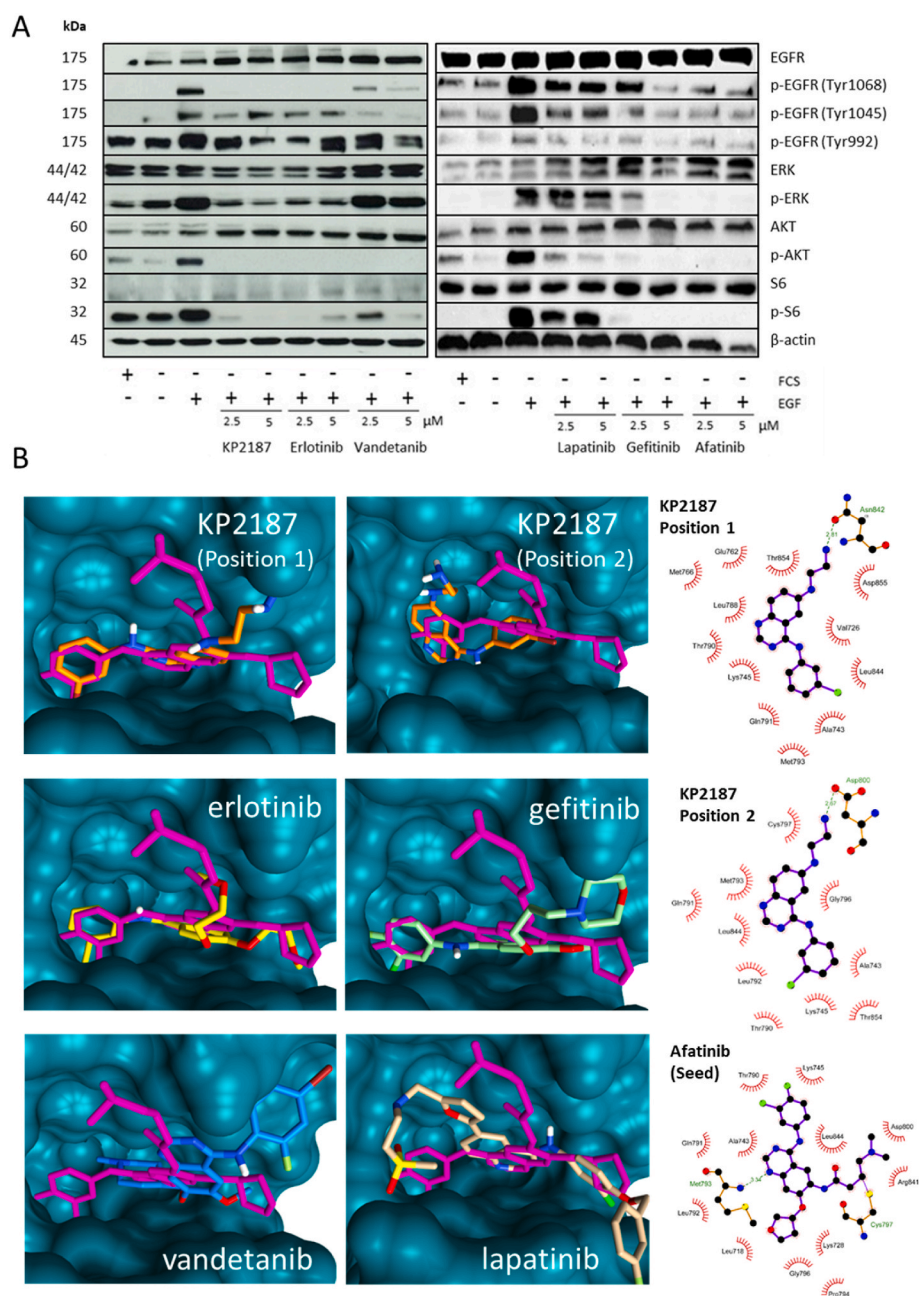 A
kDa
175 EGFR
175 p-EGFR (Tyr1068)
175 p-EGFR (Tyr1045)
175 p-EGFR (Tyr992)
44/42 ERK
44/42 p-ERK
60 AKT
60 p-AKT
32 S6
32 p-S6
45 β-actin
+ - - - - - - - - + - - - - - - - - FCS
- - + + + + + + + - - + + + + + + + EGF
2.5 5 2.5 5 2.5 5 μM 2.5 5 2.5 5 2.5 5 μM
KP2187 Erlotinib Vandetanib Lapatinib Gefitinib Afatinib
B
KP2187
(Position 1)
KP2187
(Position 2)
KP2187
Position 1
Asn842
2.81
Glu762
Thr854
Met766
Asp855
Leu788
Val726
Thr790
Lys745
Leu844
Gln791
Ala743
Met793
erlotinib
gefitinib
KP2187
Position 2
Asp800
Cys797
Met793
Gln791
Gly796
Leu844
Ala743
Leu792
Lys745
Thr854
Thr790
vandetanib
lapatinib
Afatinib
(Seed)
Lys745
Thr790
Asp800
Gln791
Ala743
Leu844
Met793
Arg841
Leu792
Cys797
Leu718
Lys728
Gly796
Pro794